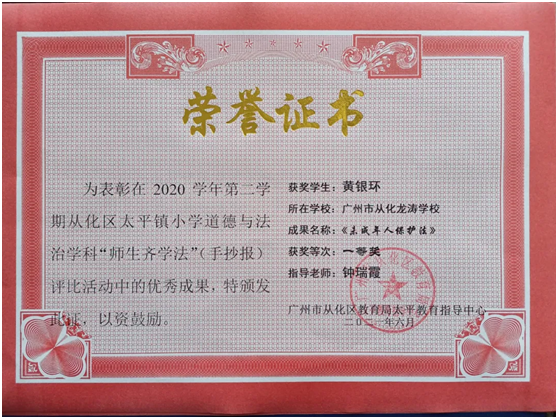 荣誉证书
为表彰在2020学年第二学
期从化区太平镇小学道德与法
治学科“师生齐学法”（手抄报）
评比活动中的优秀成果，特颁发
此证，以资鼓励。
获奖学生：黄银环
所在学校：广州市从化龙涛学校
成果名称：《未成年人保护法》
获奖等次：一等奖
指导老师：钟瑞霞
广州市从化区教育局太平教育指导中心
二〇二一年六月